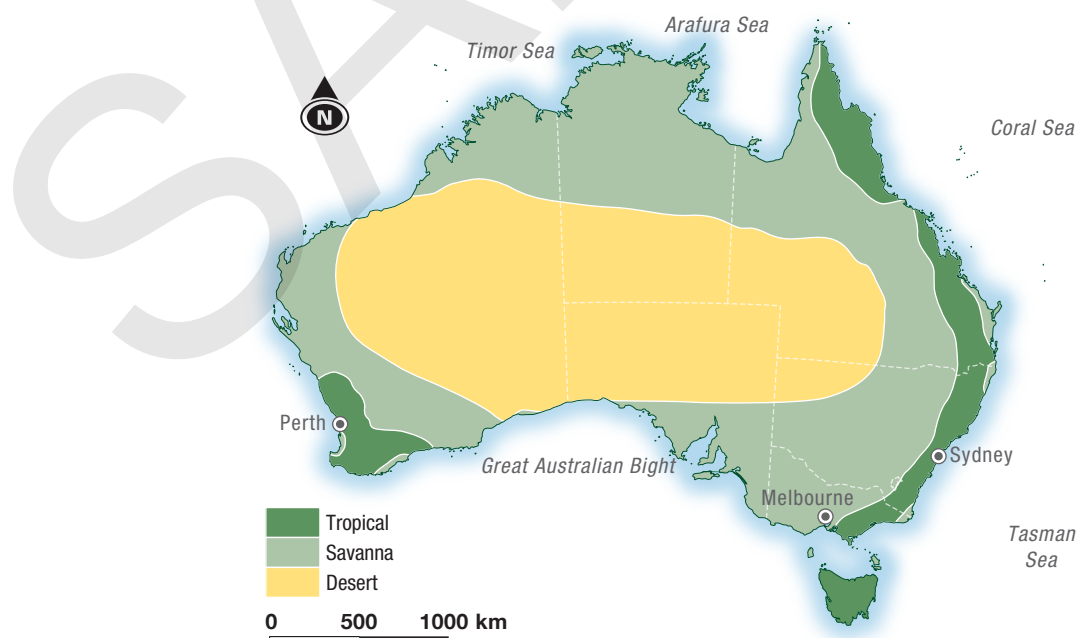 SA
Arafura Sea
Timor Sea
N
Coral Sea
Perth
Sydney
Great Australian Bight
Melbourne
Tropical
Savanna
Desert
Tasman
Sea
0 500 1000 km